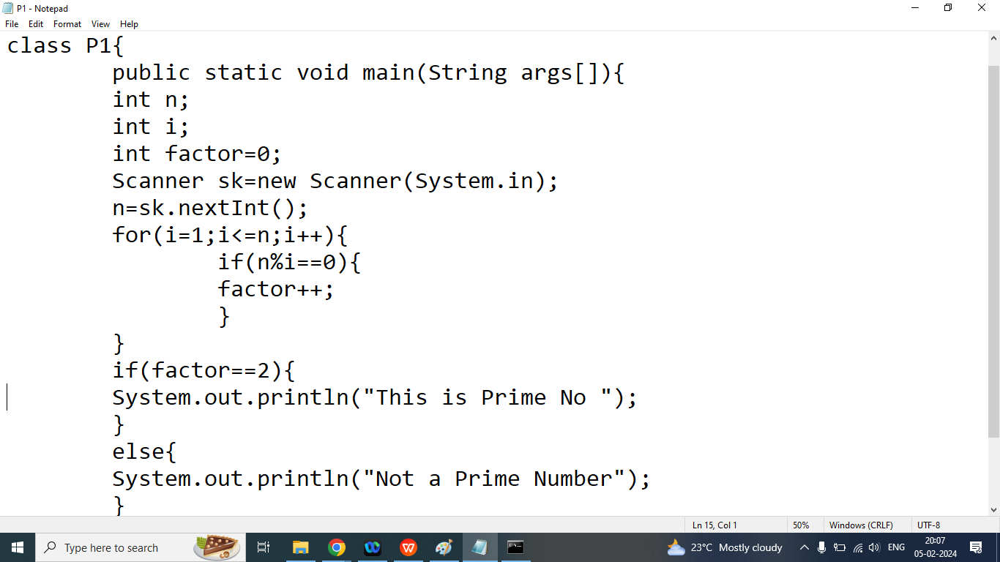 P1 - Notepad
File Edit Format View Help
class P1{
public static void main(String args[]){
int n;
int i;
int factor=0;
Scanner sk=new Scanner(System.in);
n=sk.nextInt();
for(i=1;i<=n;i++){
if(n%i==0){
factor++;
}
}
if(factor==2){
System.out.println("This is Prime No ");
}
else{
System.out.println("Not a Prime Number");
}
Ln 15, Col 1 50% Windows (CRLF) UTF-8
Type here to search 23°C Mostly cloudy ENG 20:07
05-02-2024